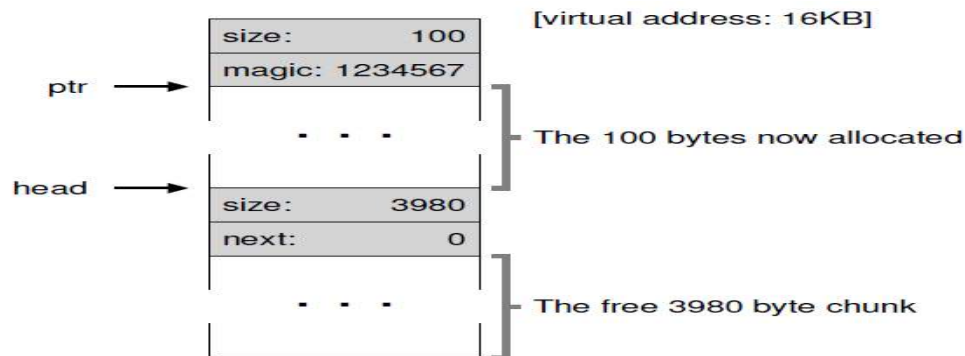 [virtual address: 16KB]
size: 100
magic: 1234567
ptr
. . .
The 100 bytes now allocated
head
size: 3980
next: 0
. . .
The free 3980 byte chunk